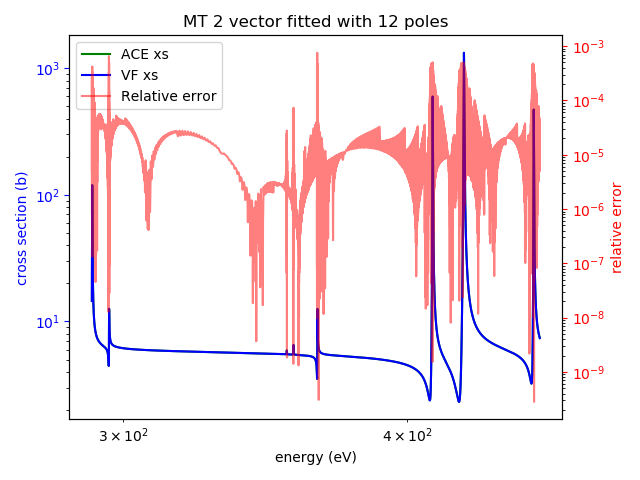 MT 2 vector fitted with 12 poles
ACE xs
VF xs
Relative error
10³
10²
10¹
cross section (b)
10⁻³
10⁻⁴
10⁻⁵
10⁻⁶
10⁻⁷
10⁻⁸
10⁻⁹
relative error
3 × 10²
4 × 10²
energy (eV)